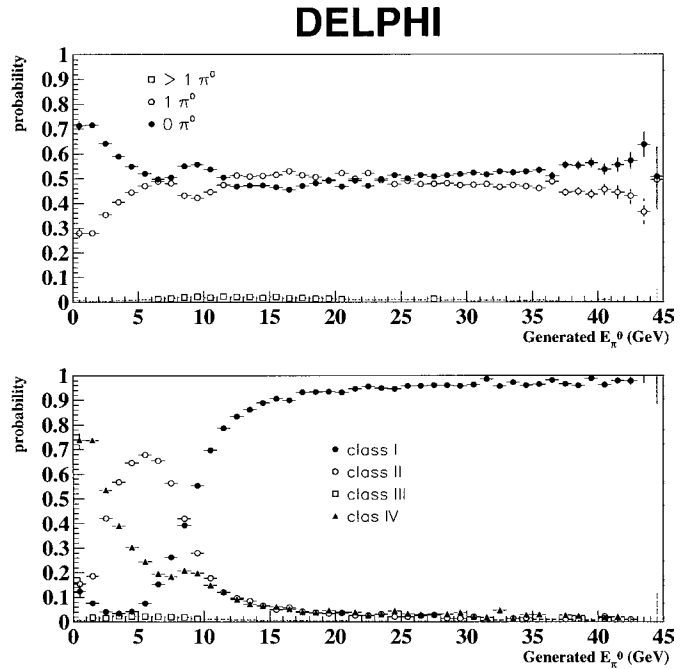 DELPHI
probability
1
0.9
0.8
0.7
0.6
0.5
0.4
0.3
0.2
0.1
0
> 1 π⁰
1 π⁰
0 π⁰
0 5 10 15 20 25 30 35 40 45
Generated E_π⁰ (GeV)
probability
1
0.9
0.8
0.7
0.6
0.5
0.4
0.3
0.2
0.1
0
class I
class II
class III
clas IV
0 5 10 15 20 25 30 35 40 45
Generated E_π⁰ (GeV)